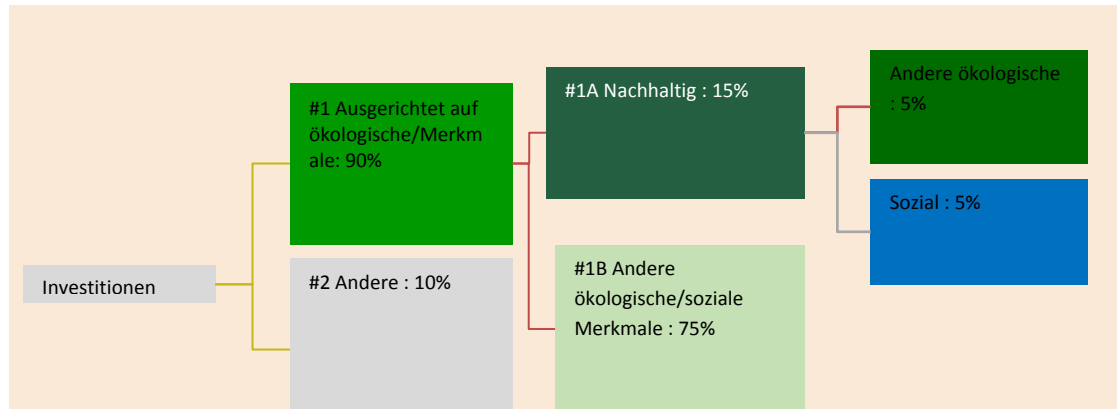 Investitionen
#1 Ausgerichtet auf
ökologische/Merkm
ale: 90%
#2 Andere : 10%
#1A Nachhaltig : 15%
#1B Andere
ökologische/soziale
Merkmale : 75%
Andere ökologische
: 5%
Sozial : 5%